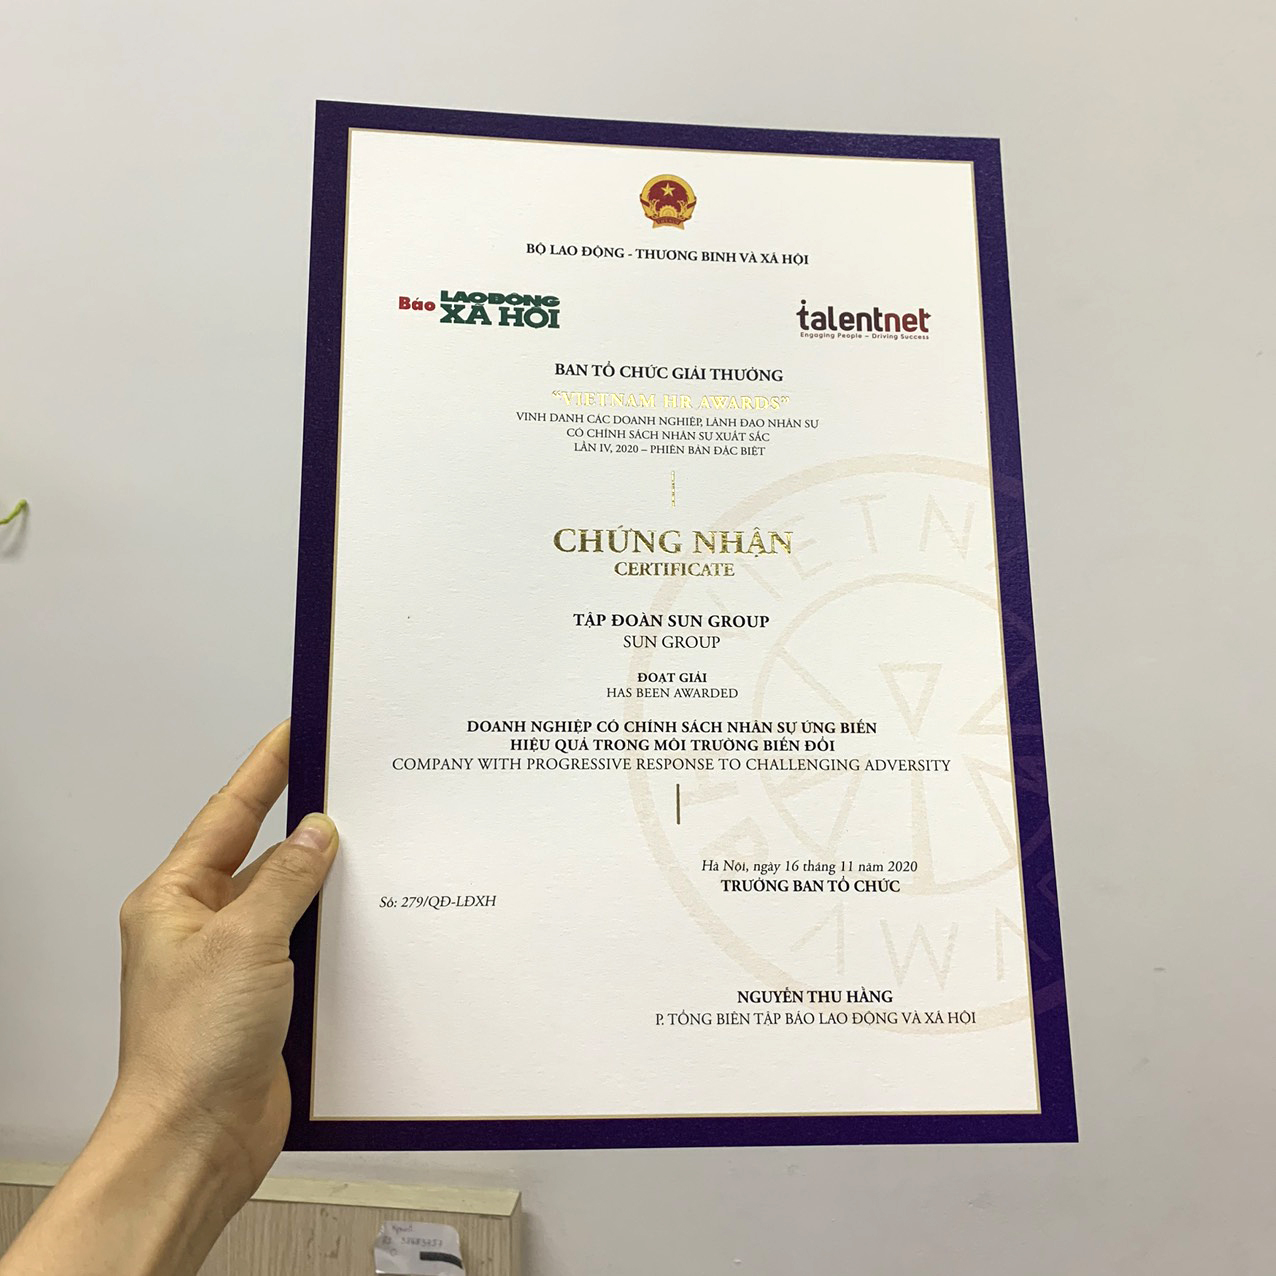 BỘ LAO ĐỘNG - THƯƠNG BINH VÀ XÃ HỘI
Báo LAOĐỘNG XÃ HỘI
talentnet
Engaging People – Driving Success
BAN TỔ CHỨC GIẢI THƯỞNG
“VIETNAM HR AWARDS”
VINH DANH CÁC DOANH NGHIỆP, LÃNH ĐẠO NHÂN SỰ
CÓ CHÍNH SÁCH NHÂN SỰ XUẤT SẮC
LẦN IV, 2020 – PHIÊN BẢN ĐẶC BIỆT
CHỨNG NHẬN
CERTIFICATE
TẬP ĐOÀN SUN GROUP
SUN GROUP
ĐOẠT GIẢI
HAS BEEN AWARDED
DOANH NGHIỆP CÓ CHÍNH SÁCH NHÂN SỰ ỨNG BIẾN
HIỆU QUẢ TRONG MÔI TRƯỜNG BIẾN ĐỔI
COMPANY WITH PROGRESSIVE RESPONSE TO CHALLENGING ADVERSITY
Hà Nội, ngày 16 tháng 11 năm 2020
TRƯỞNG BAN TỔ CHỨC
Số: 279/QĐ-LĐXH
NGUYỄN THU HẰNG
P. TỔNG BIÊN TẬP BÁO LAO ĐỘNG VÀ XÃ HỘI